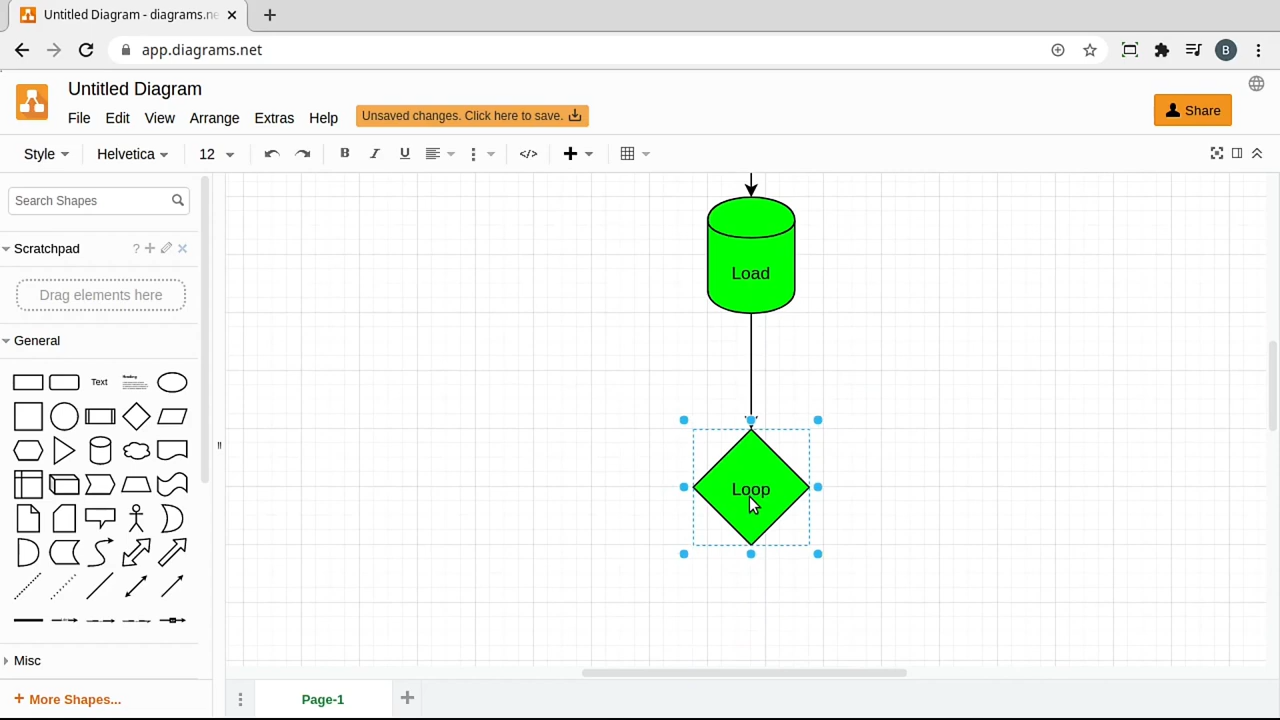 Untitled Diagram - diagrams.ne
app.diagrams.net
B
Untitled Diagram
File Edit View Arrange Extras Help
Unsaved changes. Click here to save.
Share
Style Helvetica 12 B I U </> +
Search Shapes
Scratchpad ?
Drag elements here
General
Text
Heading
Misc
+ More Shapes...
Load
Loop
Page-1